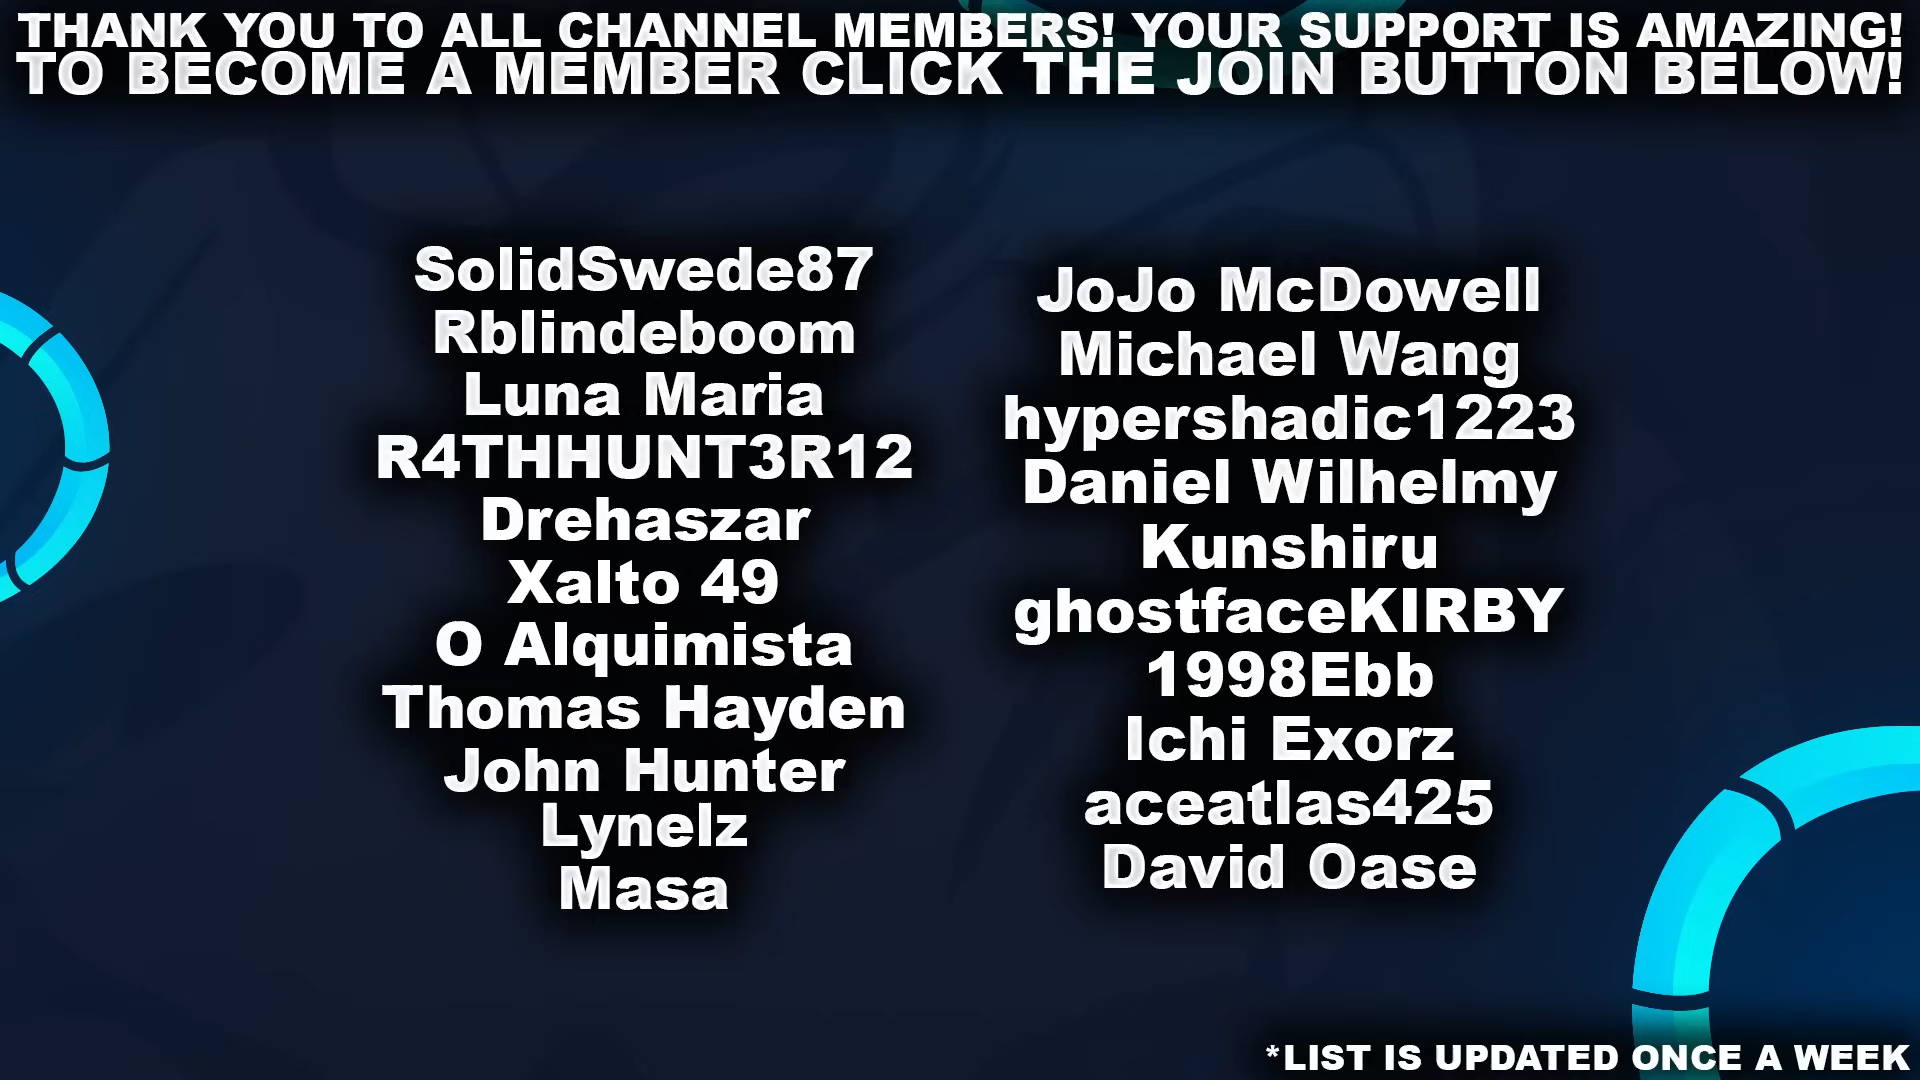 THANK YOU TO ALL CHANNEL MEMBERS! YOUR SUPPORT IS AMAZING!
TO BECOME A MEMBER CLICK THE JOIN BUTTON BELOW!
SolidSwede87
Rblindeboom
Luna Maria
R4THHUNT3R12
Drehaszar
Xalto 49
O Alquimista
Thomas Hayden
John Hunter
Lynelz
Masa
JoJo McDowell
Michael Wang
hypershadic1223
Daniel Wilhelmy
Kunshiru
ghostfaceKIRBY
1998Ebb
Ichi Exorz
aceatlas425
David Oase
*LIST IS UPDATED ONCE A WEEK